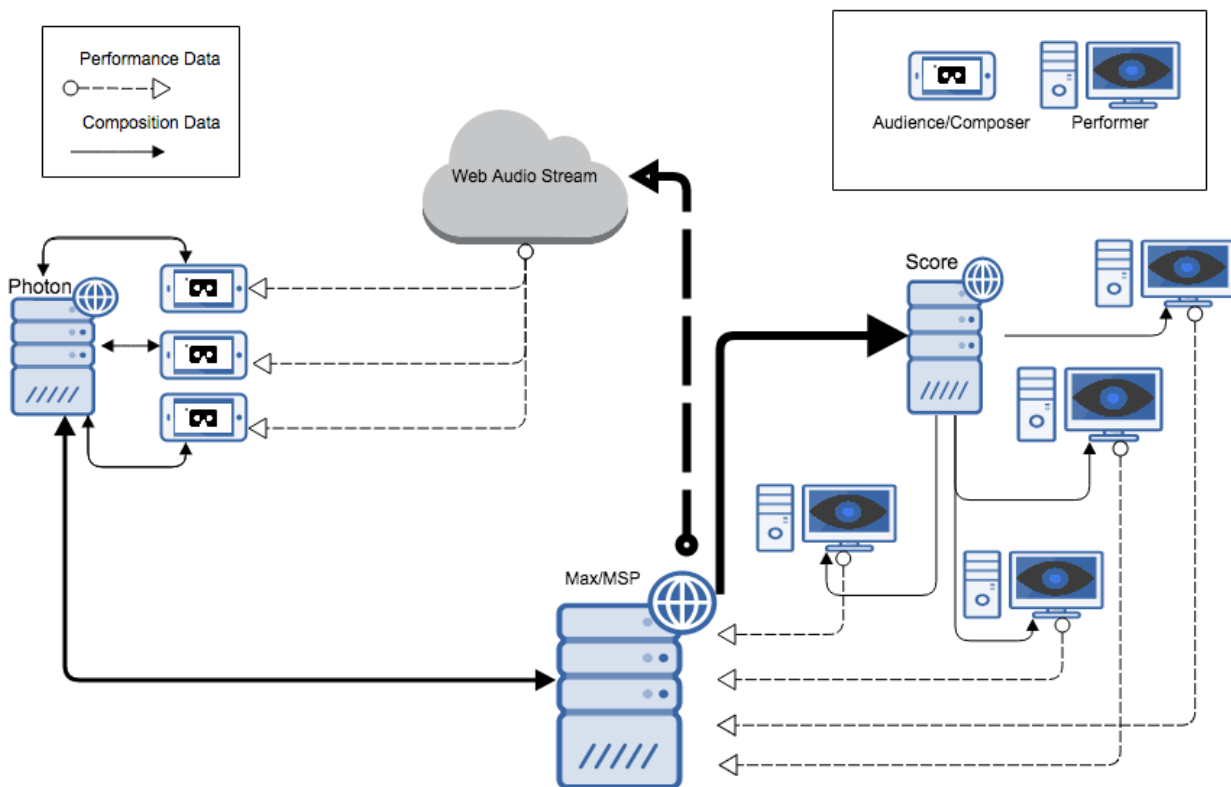 Performance Data
Composition Data
Audience/Composer
Performer
Web Audio Stream
Photon
Score
Max/MSP